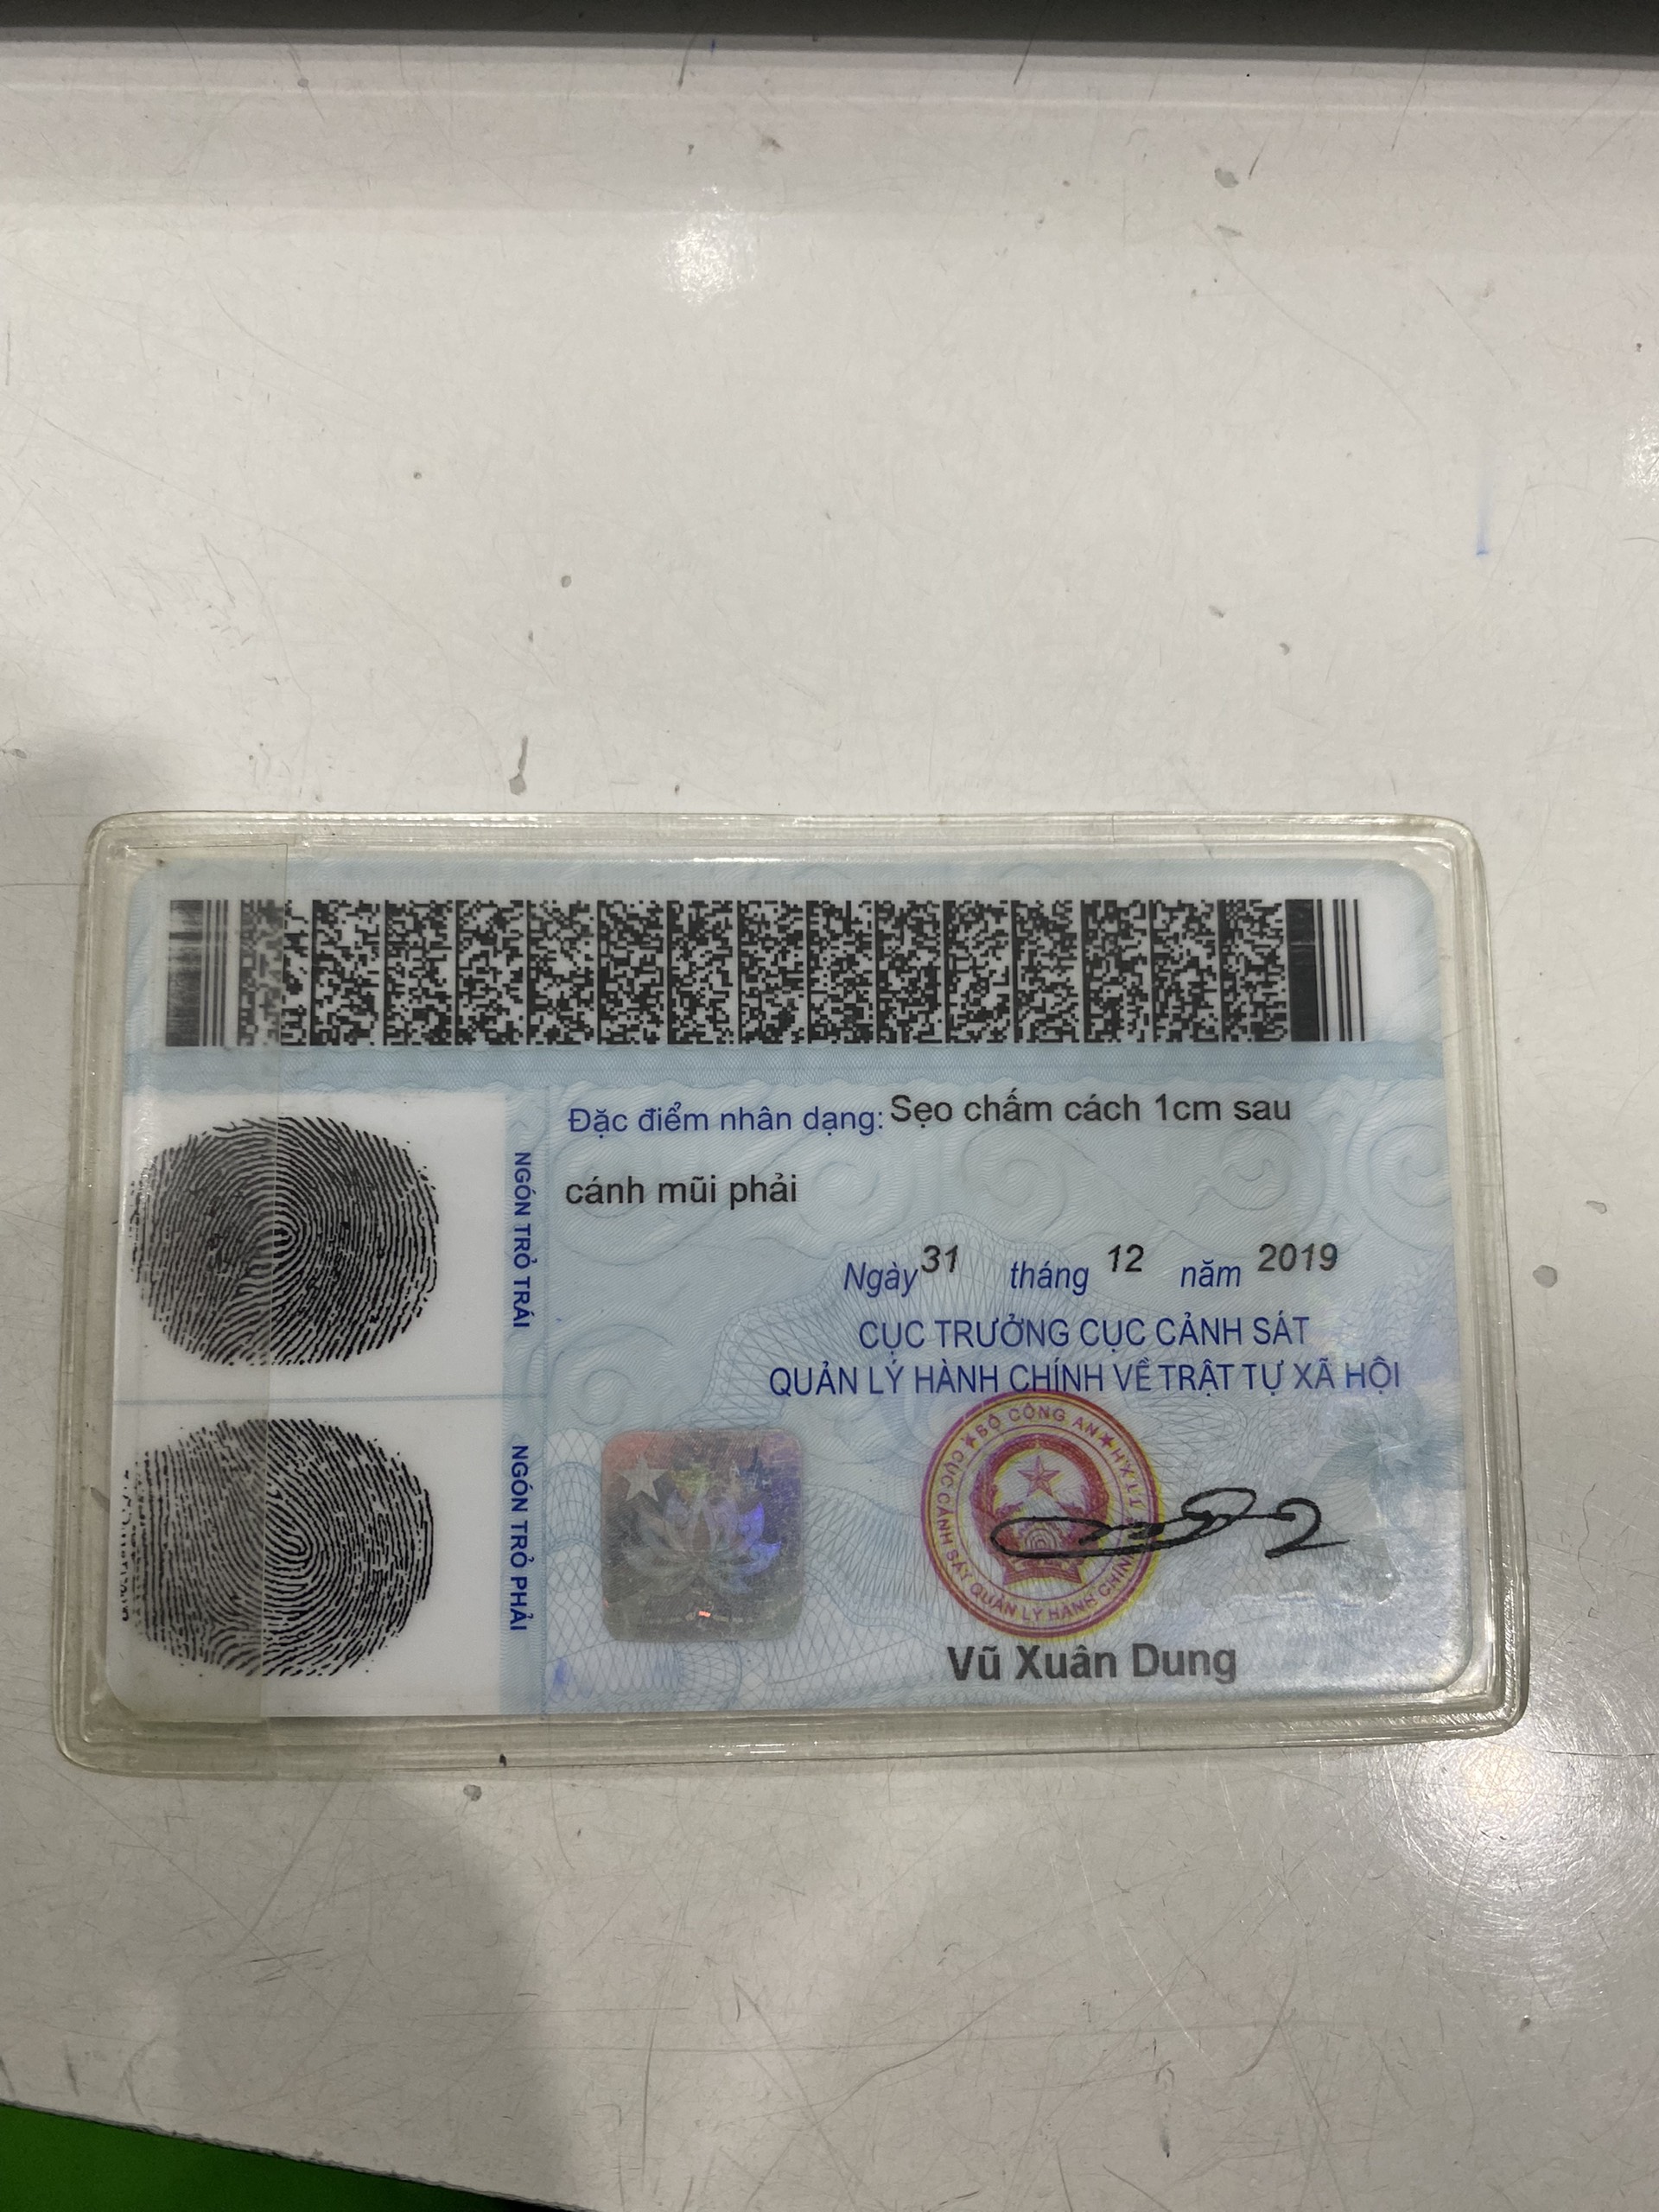 Đặc điểm nhân dạng: Sẹo chấm cách 1cm sau
cánh mũi phải
Ngày 31 tháng 12 năm 2019
CỤC TRƯỞNG CỤC CẢNH SÁT
QUẢN LÝ HÀNH CHÍNH VỀ TRẬT TỰ XÃ HỘI
NGÓN TRỎ TRÁI
NGÓN TRỎ PHẢI
BỘ CÔNG AN
CỤC CẢNH SÁT QUẢN LÝ HÀNH CHÍNH
Vũ Xuân Dung